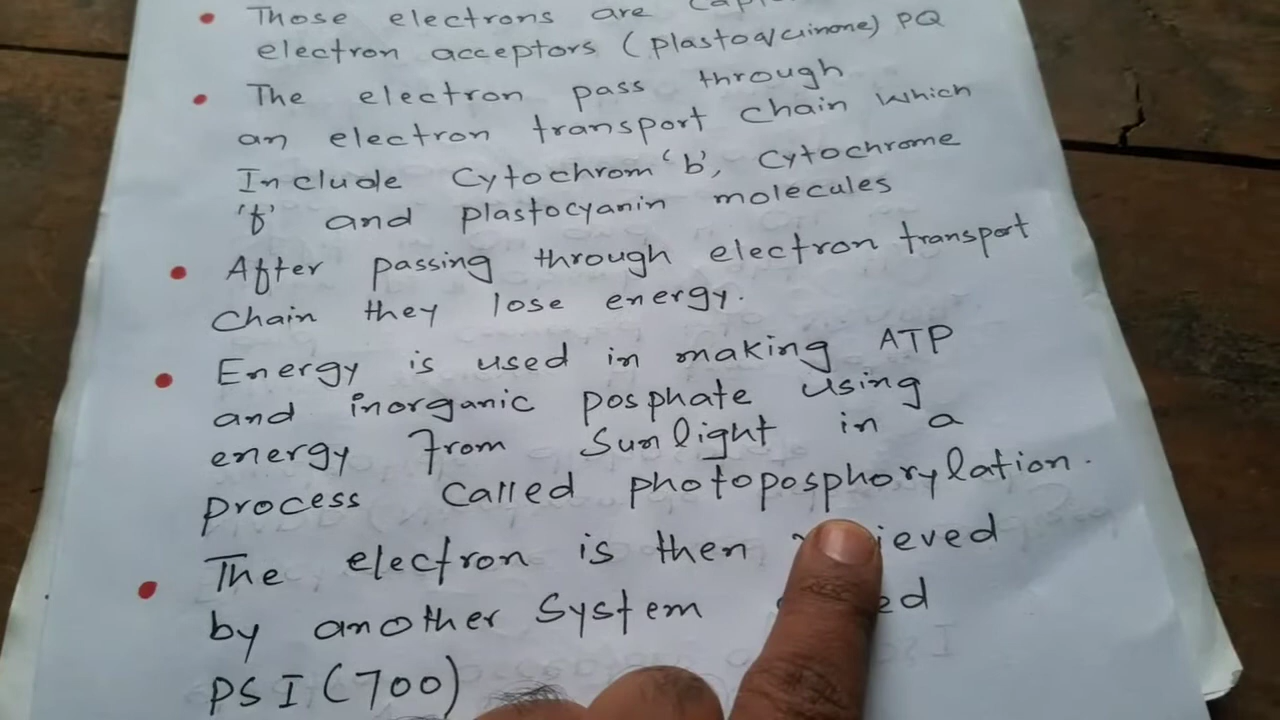 Those electrons are
electron acceptors (plastoquinone) PQ
The electron pass through
an electron transport chain which
Include Cytochrom 'b', Cytochrome
'f' and plastocyanin molecules
After passing through electron transport
chain they lose energy.
Energy is used in making ATP
and inorganic posphate using
energy from Sunlight in a
process called photoposphorylation.
The electron is then
by another System
PS I (700)